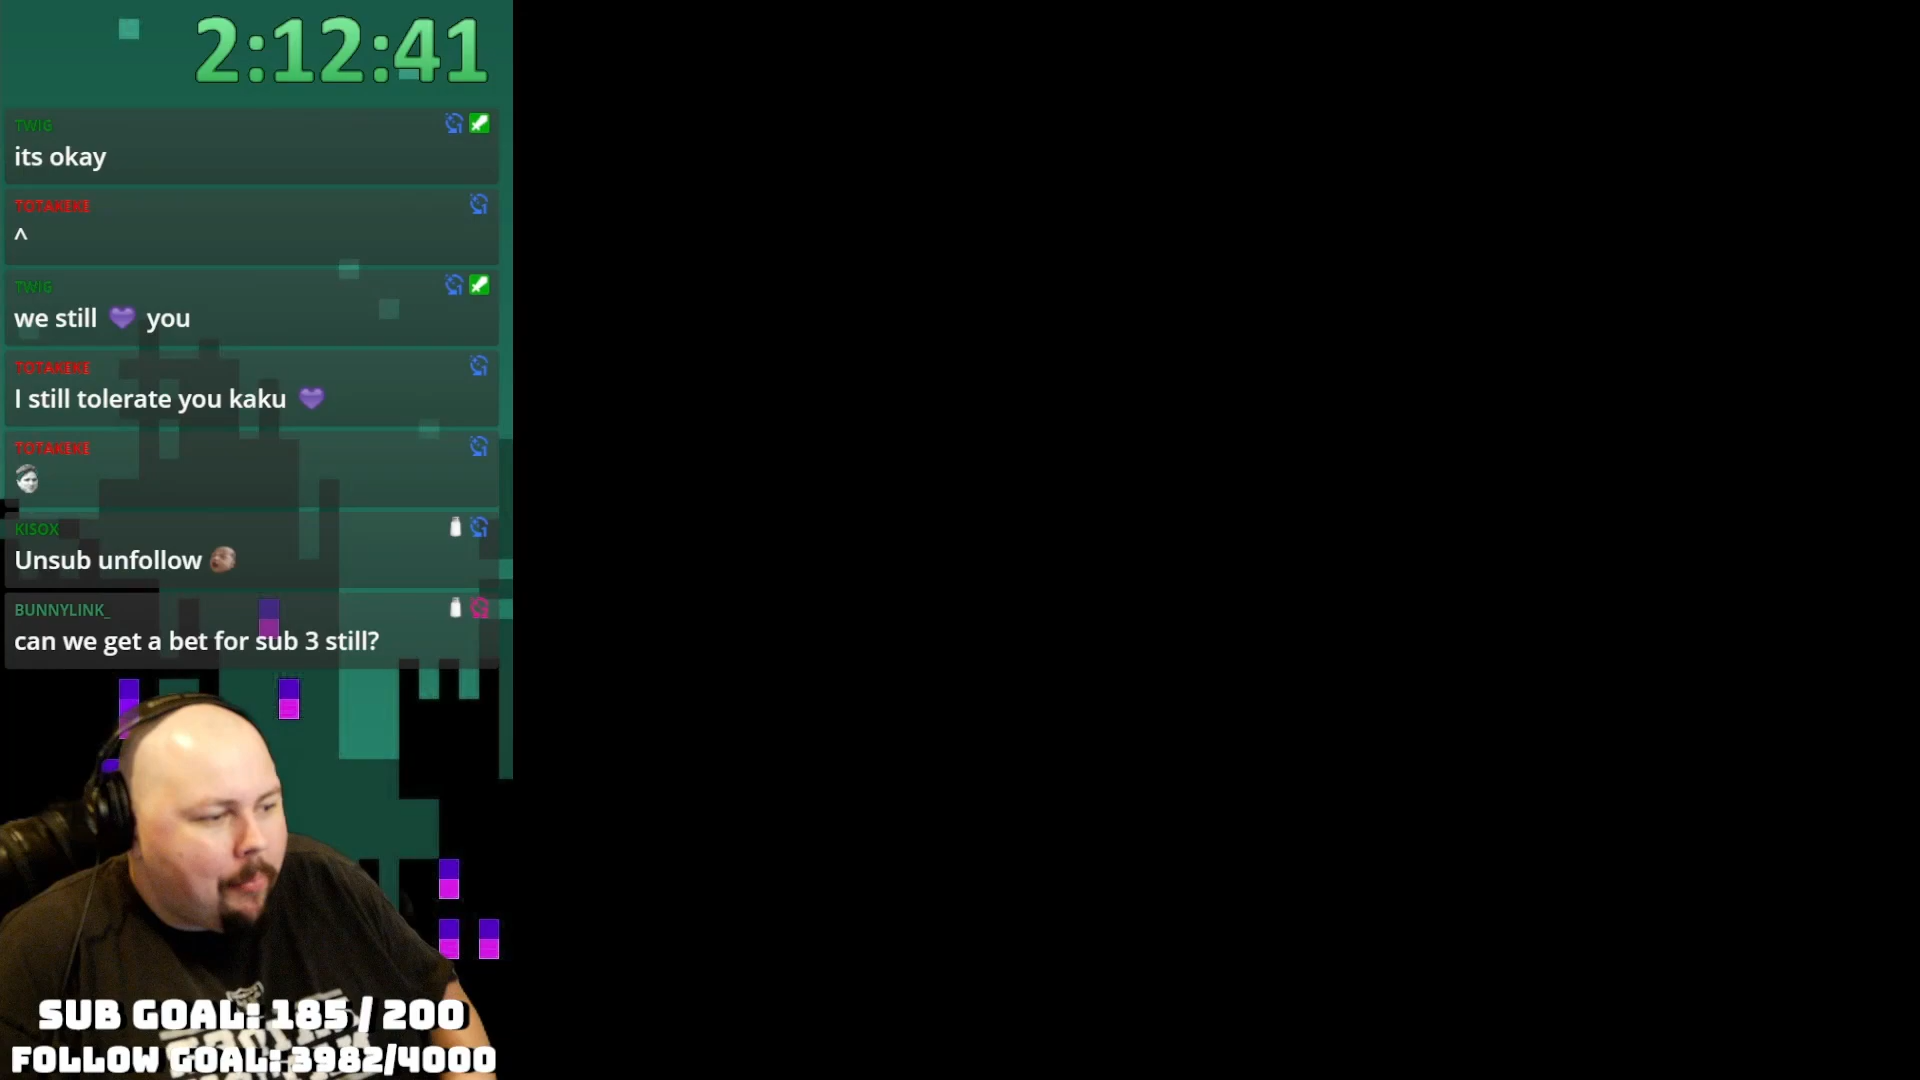 2:12:41
TWIG
its okay
TOTAKEKE
^
TWIG
we still 💜 you
TOTAKEKE
I still tolerate you kaku 💜
TOTAKEKE
KISOX
Unsub unfollow
BUNNYLINK_
can we get a bet for sub 3 still?
SUB GOAL: 185 / 200
FOLLOW GOAL: 3982/4000